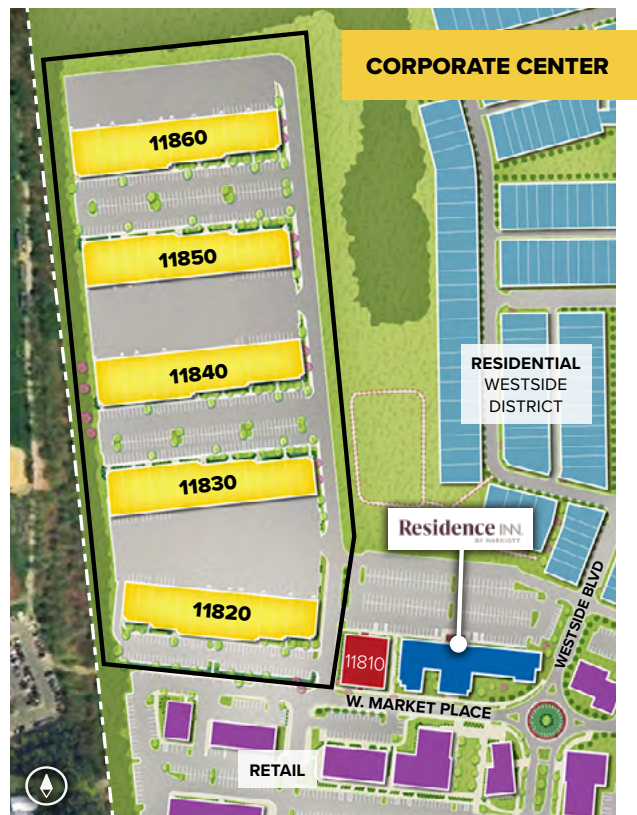 CORPORATE CENTER
11860
11850
11840
11830
11820
RESIDENTIAL
WESTSIDE
DISTRICT
Residence INN.
BY MARRIOTT
WESTSIDE BLVD
11810
W. MARKET PLACE
RETAIL